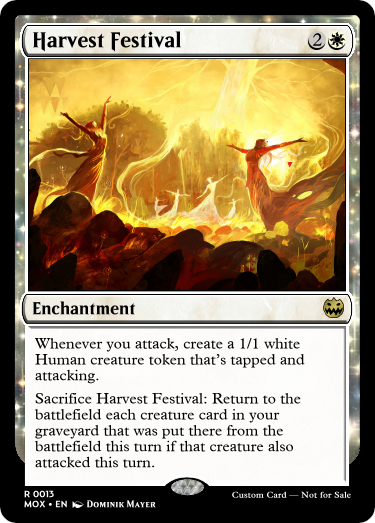 Harvest Festival 2
Enchantment
Whenever you attack, create a 1/1 white
Human creature token that's tapped and
attacking.
Sacrifice Harvest Festival: Return to the
battlefield each creature card in your
graveyard that was put there from the
battlefield this turn if that creature also
attacked this turn.
R 0013
MOX • EN Dominik Mayer
Custom Card — Not for Sale